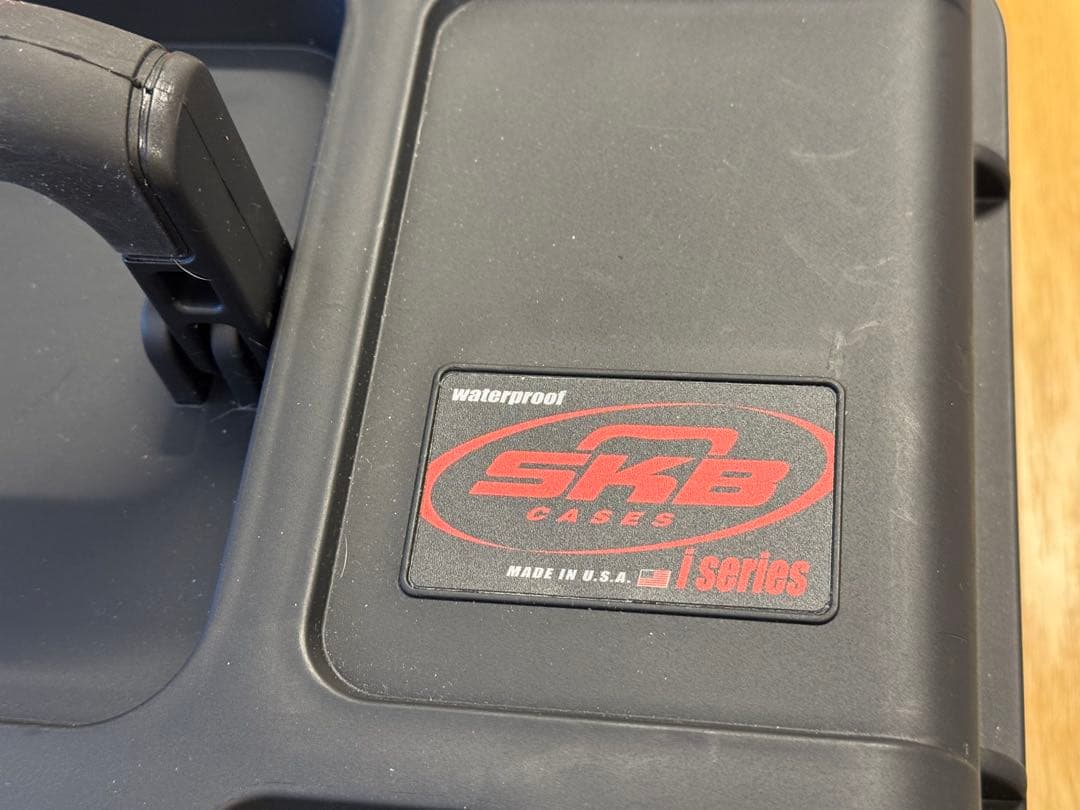 waterproof
SKB
CASES
MADE IN U.S.A.
i series